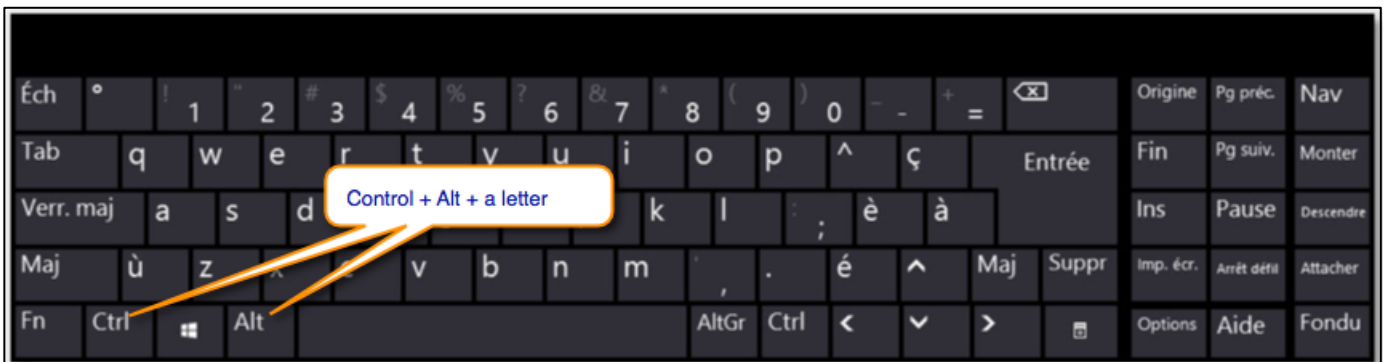 Éch ° ! 1 " 2 # 3 $ 4 % 5 ? 6 & 7 * 8 ( 9 ) 0 _ - + = Origine Pg préc. Nav
Tab q w e r t y u i o p ^ ç Entrée Fin Pg suiv. Monter
Verr. maj a s d k l : ; è à Ins Pause Descendre
Control + Alt + a letter
Maj ù z x c v b n m ' , . é Maj Suppr Imp. écr. Arrêt défil Attacher
Fn Ctrl Alt AltGr Ctrl Options Aide Fondu